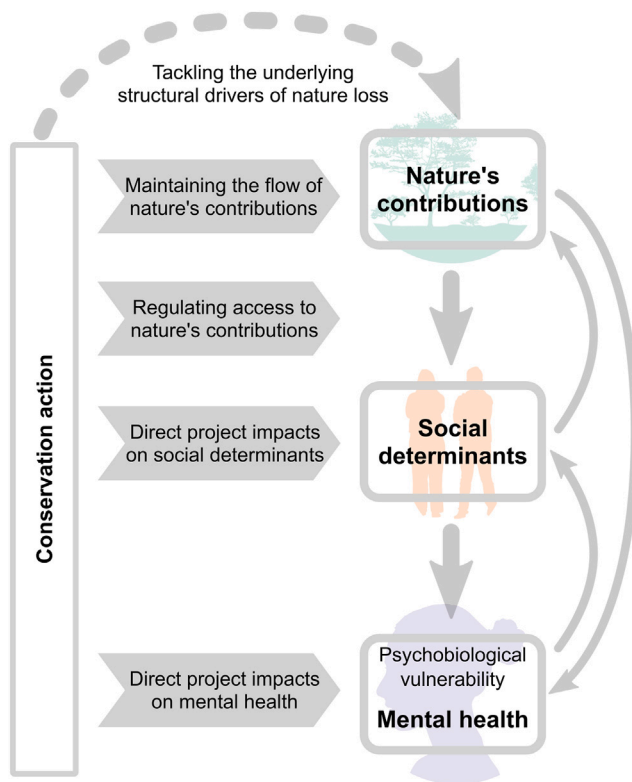 Tackling the underlying
structural drivers of nature loss
Conservation action
Maintaining the flow of
nature's contributions
Nature's
contributions
Regulating access to
nature's contributions
Direct project impacts
on social determinants
Social
determinants
Direct project impacts
on mental health
Psychobiological
vulnerability
Mental health